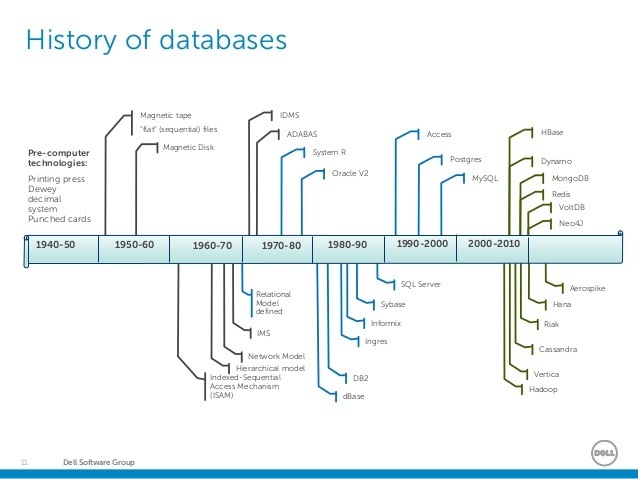 History of databases
Magnetic tape
"flat" (sequential) files
Magnetic Disk
IDMS
ADABAS
System R
Oracle V2
Access
Postgres
MySQL
HBase
Dynamo
MongoDB
Redis
VoltDB
Neo4J
Pre-computer
technologies:
Printing press
Dewey
decimal
system
Punched cards
1940-50
1950-60
1960-70
1970-80
1980-90
1990-2000
2000-2010
Relational
Model
defined
IMS
Network Model
Hierarchical model
Indexed-Sequential
Access Mechanism
(ISAM)
SQL Server
Sybase
Informix
Ingres
DB2
dBase
Aerospike
Hana
Riak
Cassandra
Vertica
Hadoop
11
Dell Software Group
DELL